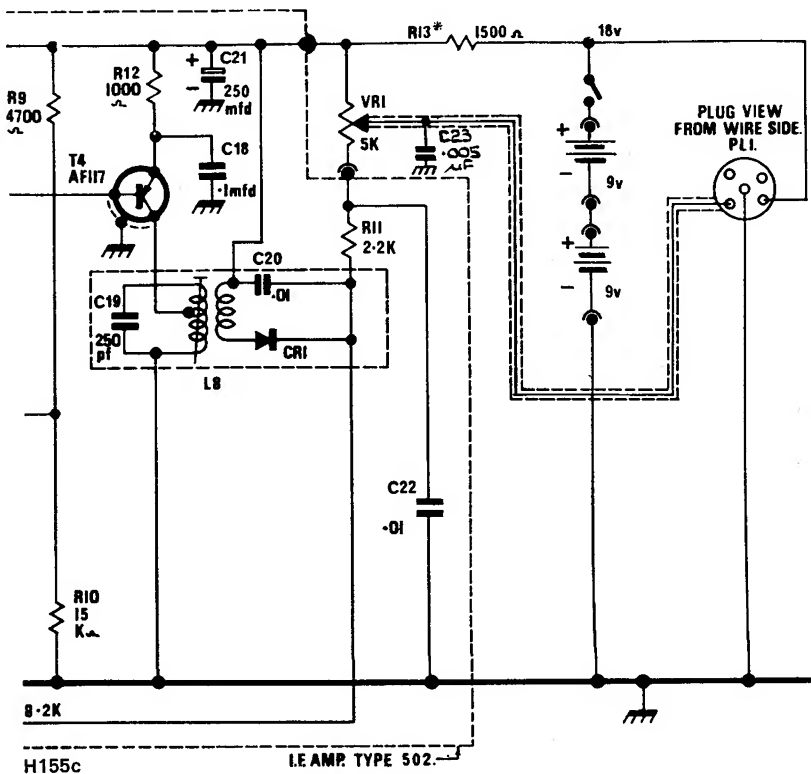 R13* 1500 Ω 18v
+ C21
- 250
mfd
R12
1000
Ω
R9
4700
Ω
VR1
5K
PLUG VIEW
FROM WIRE SIDE.
P.L.I.
C23
·005
µF
C18
·1mfd
T4
AF117
+
- 9v
R11
2·2K
C20
·01
+
- 9v
C19
250
pf
CR1
L8
C22
·01
R10
15
KΩ
8·2K
H155c
I.F. AMP. TYPE 502.